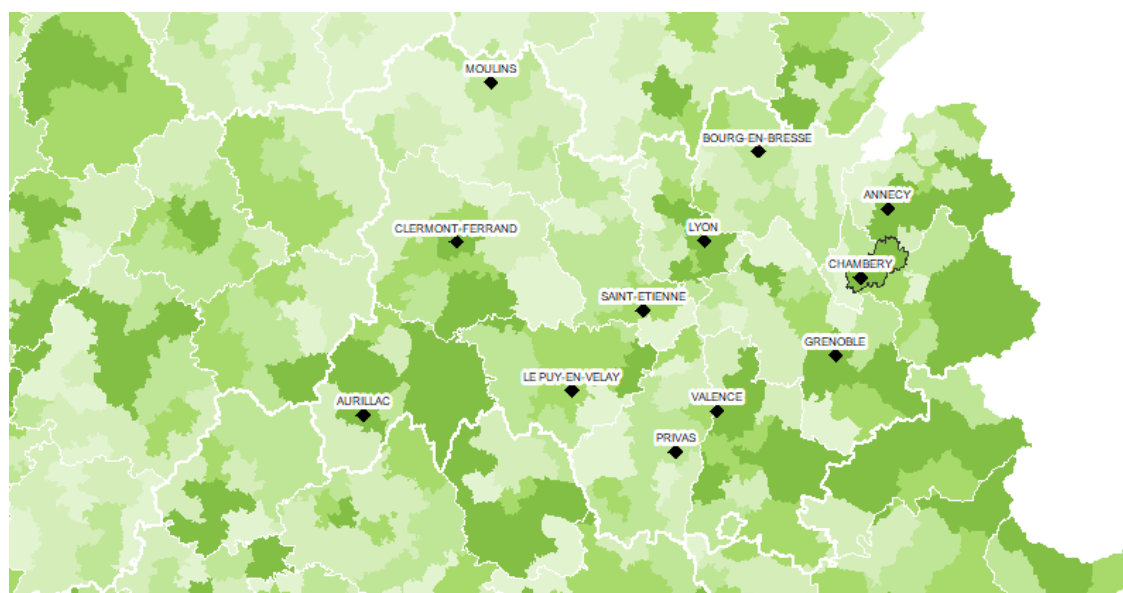 MOULINS
BOURG-EN-BRESSE
ANNECY
CLERMONT-FERRAND
LYON
CHAMBERY
SAINT-ETIENNE
GRENOBLE
LE PUY-EN-VELAY
AURILLAC
VALENCE
PRIVAS